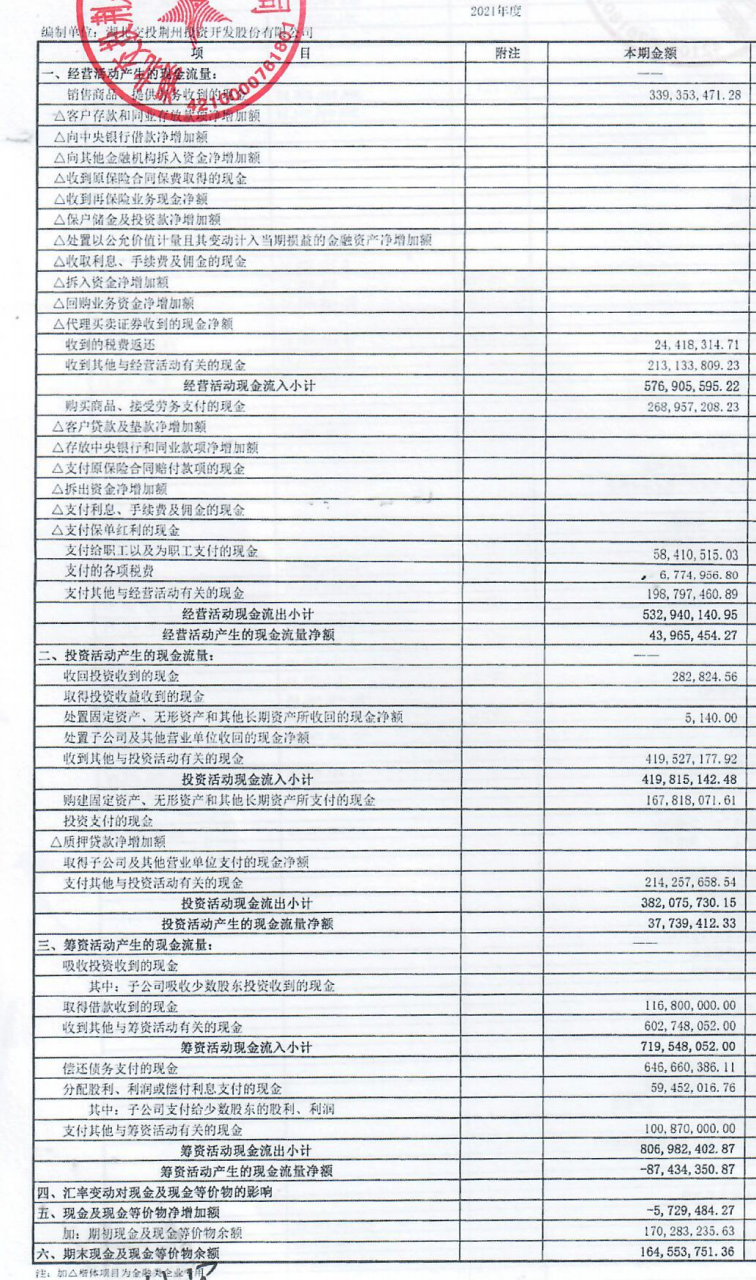 2021年度
编制单位：湖北交投荆州投资开发股份有限公司
项 目 附注 本期金额
一、经营活动产生的现金流量： ——
销售商品、提供劳务收到的现金 339,353,471.28
△客户存款和同业存放款项净增加额
△向中央银行借款净增加额
△向其他金融机构拆入资金净增加额
△收到原保险合同保费取得的现金
△收到再保险业务现金净额
△保户储金及投资款净增加额
△处置以公允价值计量且其变动计入当期损益的金融资产净增加额
△收取利息、手续费及佣金的现金
△拆入资金净增加额
△回购业务资金净增加额
△代理买卖证券收到的现金净额
收到的税费返还 24,418,314.71
收到其他与经营活动有关的现金 213,133,809.23
经营活动现金流入小计 576,905,595.22
购买商品、接受劳务支付的现金 268,957,208.23
△客户贷款及垫款净增加额
△存放中央银行和同业款项净增加额
△支付原保险合同赔付款项的现金
△拆出资金净增加额
△支付利息、手续费及佣金的现金
△支付保单红利的现金
支付给职工以及为职工支付的现金 58,410,515.03
支付的各项税费 6,774,956.80
支付其他与经营活动有关的现金 198,797,460.89
经营活动现金流出小计 532,940,140.95
经营活动产生的现金流量净额 43,965,454.27
二、投资活动产生的现金流量： ——
收回投资收到的现金 282,824.56
取得投资收益收到的现金
处置固定资产、无形资产和其他长期资产所收回的现金净额 5,140.00
处置子公司及其他营业单位收回的现金净额
收到其他与投资活动有关的现金 419,527,177.92
投资活动现金流入小计 419,815,142.48
购建固定资产、无形资产和其他长期资产所支付的现金 167,818,071.61
投资支付的现金
△质押贷款净增加额
取得子公司及其他营业单位支付的现金净额
支付其他与投资活动有关的现金 214,257,658.54
投资活动现金流出小计 382,075,730.15
投资活动产生的现金流量净额 37,739,412.33
三、筹资活动产生的现金流量： ——
吸收投资收到的现金
其中：子公司吸收少数股东投资收到的现金
取得借款收到的现金 116,800,000.00
收到其他与筹资活动有关的现金 602,748,052.00
筹资活动现金流入小计 719,548,052.00
偿还债务支付的现金 646,660,386.11
分配股利、利润或偿付利息支付的现金 59,452,016.76
其中：子公司支付给少数股东的股利、利润
支付其他与筹资活动有关的现金 100,870,000.00
筹资活动现金流出小计 806,982,402.87
筹资活动产生的现金流量净额 -87,434,350.87
四、汇率变动对现金及现金等价物的影响
五、现金及现金等价物净增加额 -5,729,484.27
加：期初现金及现金等价物余额 170,283,235.63
六、期末现金及现金等价物余额 164,553,751.36
注：加△楷体项目为金融类企业专用
4210000761801